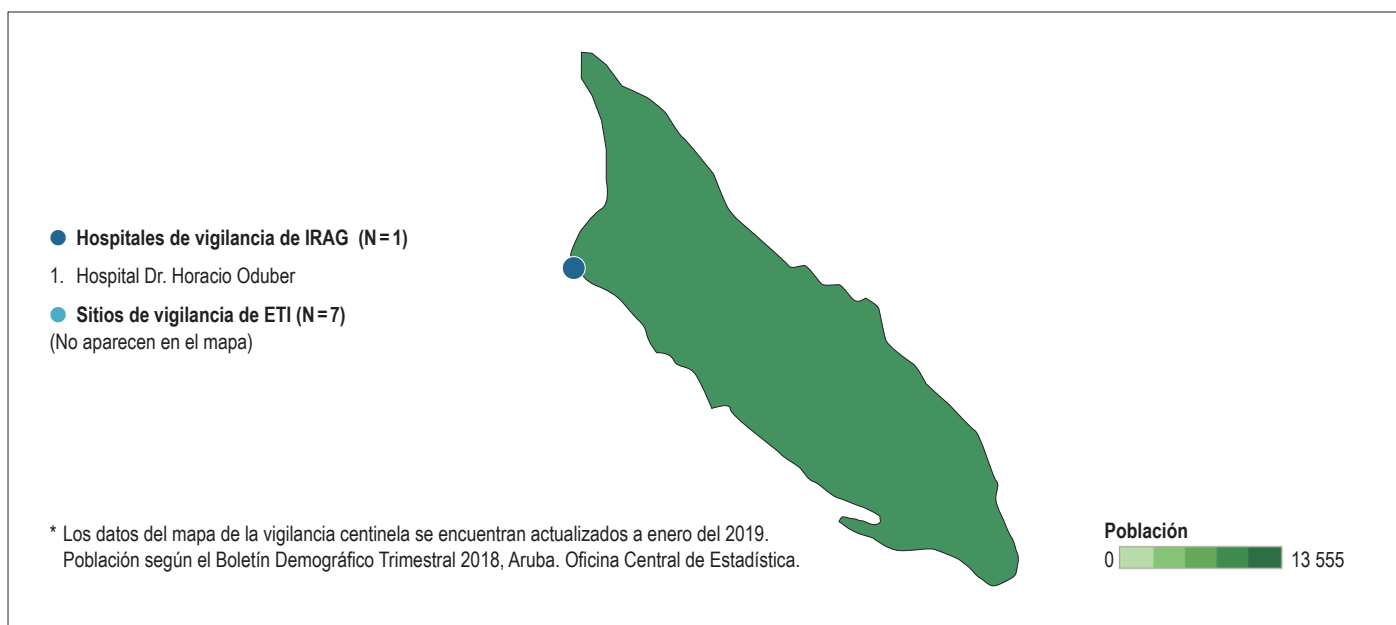 Hospitales de vigilancia de IRAG (N=1)
1. Hospital Dr. Horacio Oduber
Sitios de vigilancia de ETI (N=7)
(No aparecen en el mapa)
* Los datos del mapa de la vigilancia centinela se encuentran actualizados a enero del 2019.
Población según el Boletín Demográfico Trimestral 2018, Aruba. Oficina Central de Estadística.
Población
0 13 555